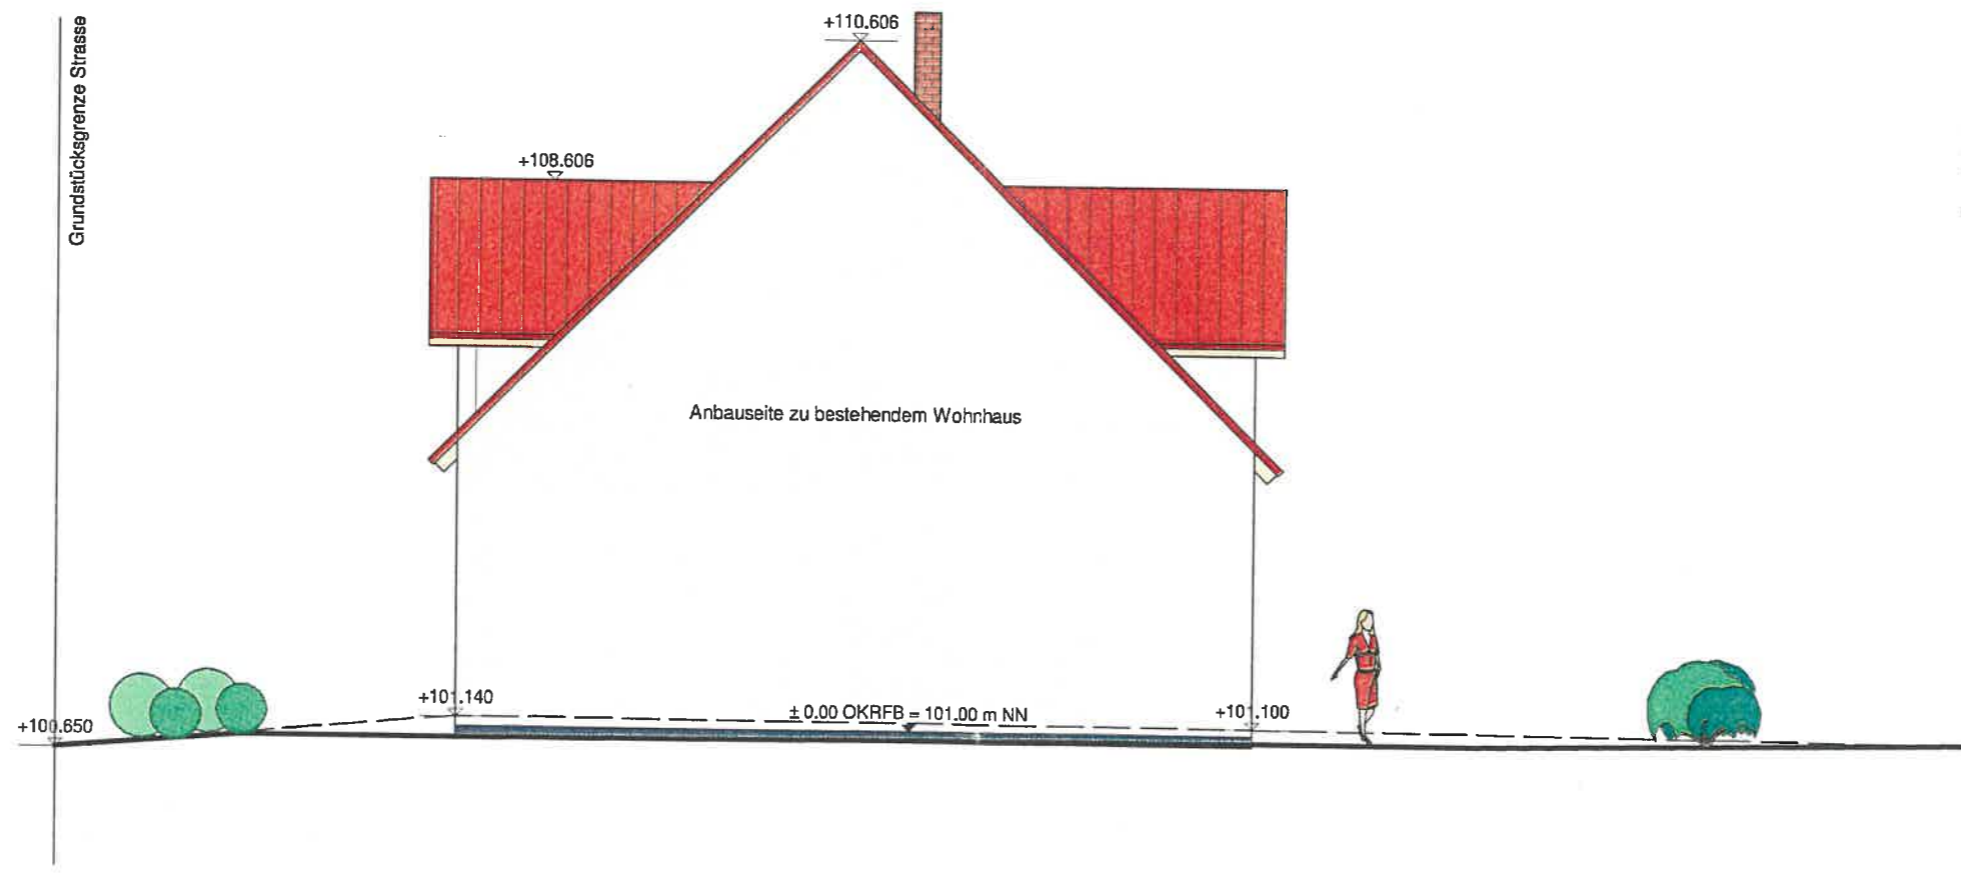 Grundstücksgrenze Strasse
+110.606
+108.606
Anbauseite zu bestehendem Wohnhaus
+101.140
± 0.00 OKRFB = 101.00 m NN
+101.100
+100.650